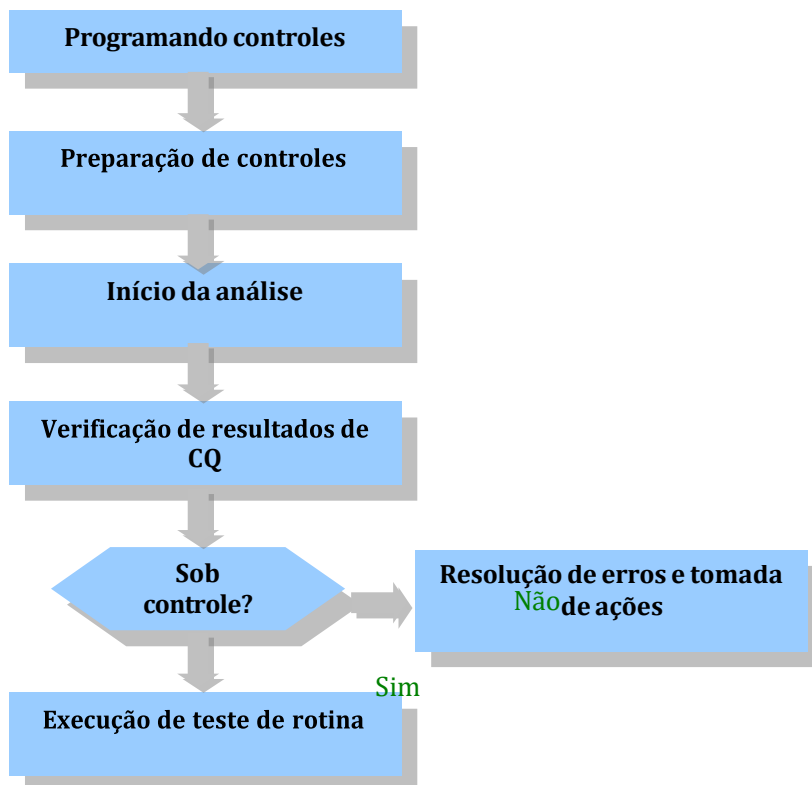 Programando controles
Preparação de controles
Início da análise
Verificação de resultados de
CQ
Sob
controle?
Resolução de erros e tomada
Não
de ações
Sim
Execução de teste de rotina